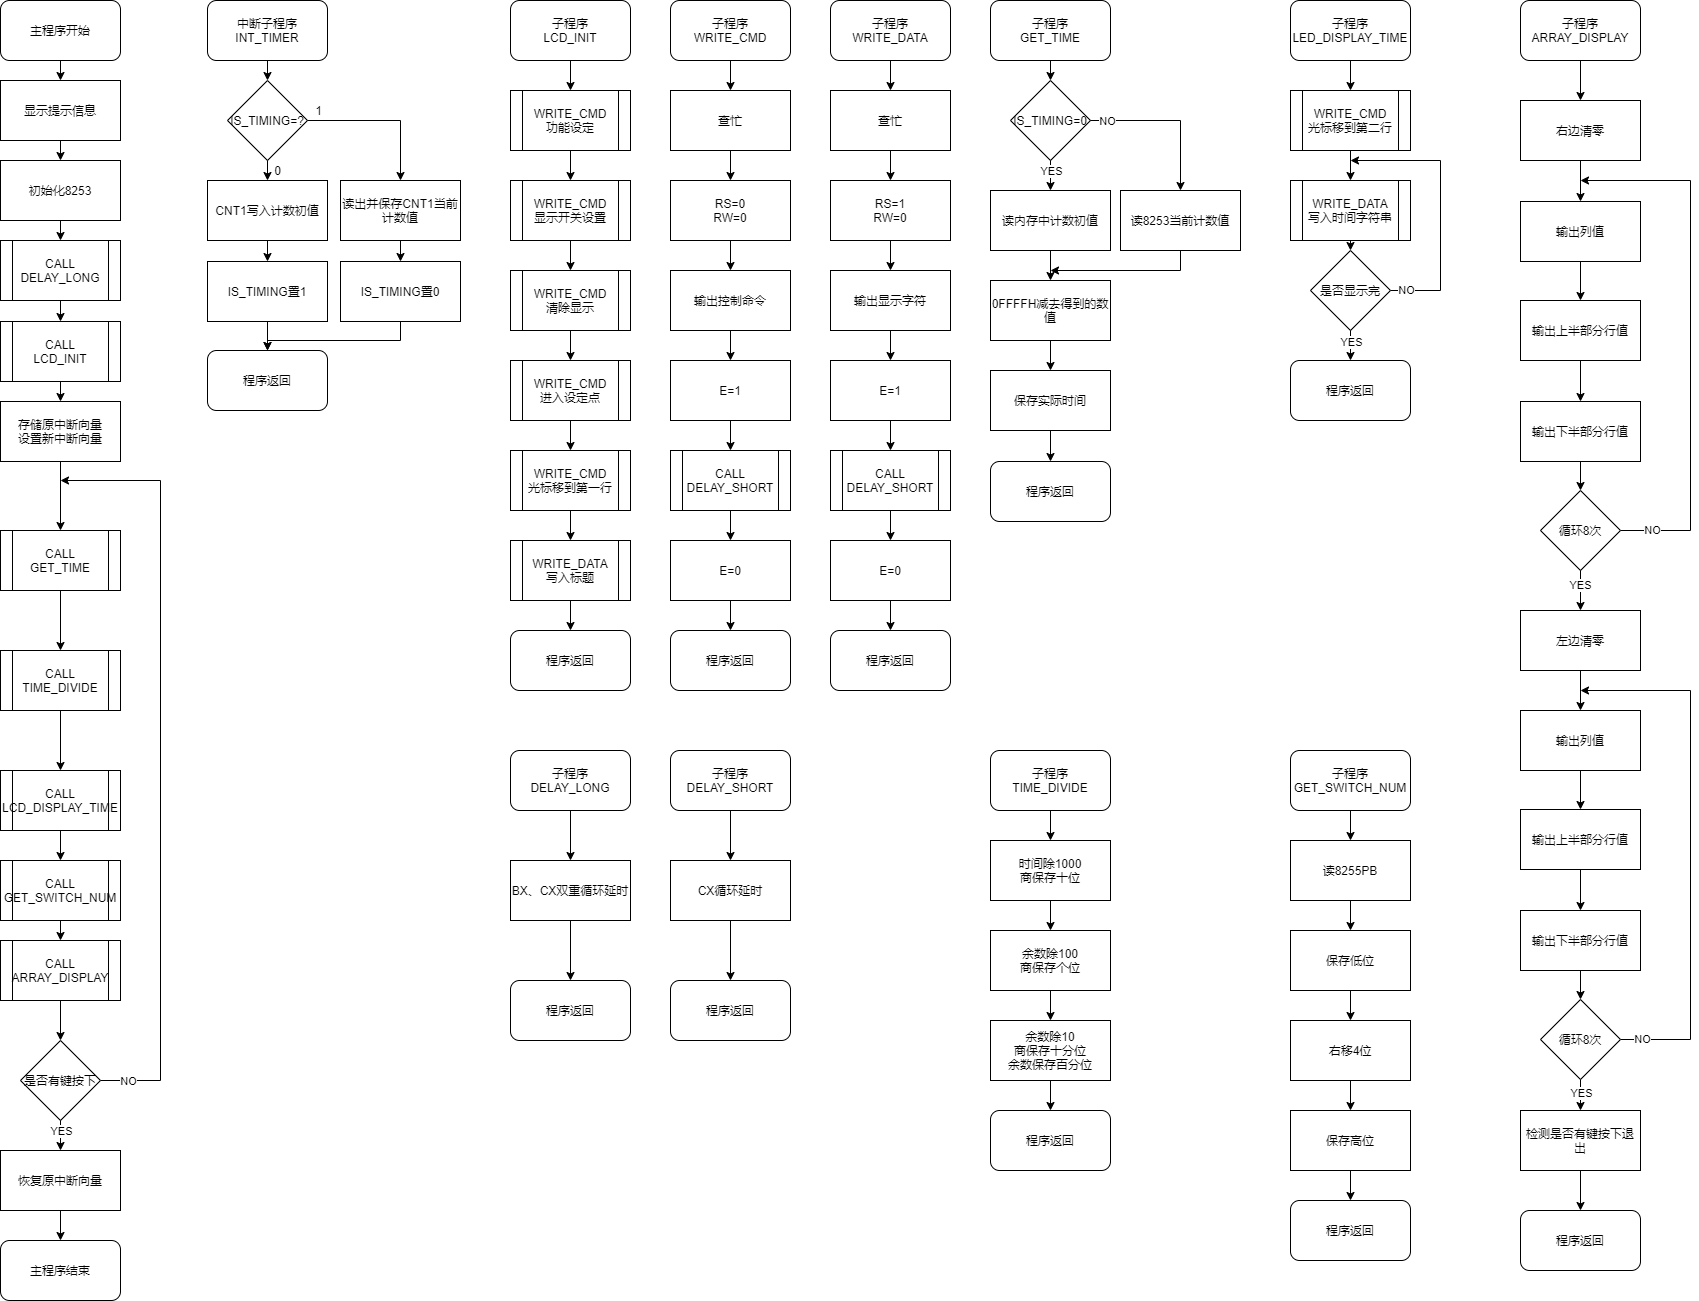 主程序开始
显示提示信息
初始化8253
CALL
DELAY_LONG
CALL
LCD_INIT
存储原中断向量
设置新中断向量
CALL
GET_TIME
CALL
TIME_DIVIDE
CALL
LCD_DISPLAY_TIME
CALL
GET_SWITCH_NUM
CALL
ARRAY_DISPLAY
是否有键按下
NO
YES
恢复原中断向量
主程序结束
中断子程序
INT_TIMER
IS_TIMING=?
1
0
CNT1写入计数初值
读出并保存CNT1当前
计数值
IS_TIMING置1
IS_TIMING置0
程序返回
子程序
LCD_INIT
WRITE_CMD
功能设定
WRITE_CMD
显示开关设置
WRITE_CMD
清除显示
WRITE_CMD
进入设定点
WRITE_CMD
光标移到第一行
WRITE_DATA
写入标题
程序返回
子程序
WRITE_CMD
查忙
RS=0
RW=0
输出控制命令
E=1
CALL
DELAY_SHORT
E=0
程序返回
子程序
WRITE_DATA
查忙
RS=1
RW=0
输出显示字符
E=1
CALL
DELAY_SHORT
E=0
程序返回
子程序
DELAY_LONG
BX、CX双重循环延时
程序返回
子程序
DELAY_SHORT
CX循环延时
程序返回
子程序
GET_TIME
IS_TIMING=0
NO
YES
读内存中计数初值
读8253当前计数值
0FFFFH减去得到的数
值
保存实际时间
程序返回
子程序
TIME_DIVIDE
时间除1000
商保存十位
余数除100
商保存个位
余数除10
商保存十分位
余数保存百分位
程序返回
子程序
LED_DISPLAY_TIME
WRITE_CMD
光标移到第二行
WRITE_DATA
写入时间字符串
是否显示完
NO
YES
程序返回
子程序
GET_SWITCH_NUM
读8255PB
保存低位
右移4位
保存高位
程序返回
子程序
ARRAY_DISPLAY
右边清零
输出列值
输出上半部分行值
输出下半部分行值
循环8次
NO
YES
左边清零
输出列值
输出上半部分行值
输出下半部分行值
循环8次
NO
YES
检测是否有键按下退
出
程序返回